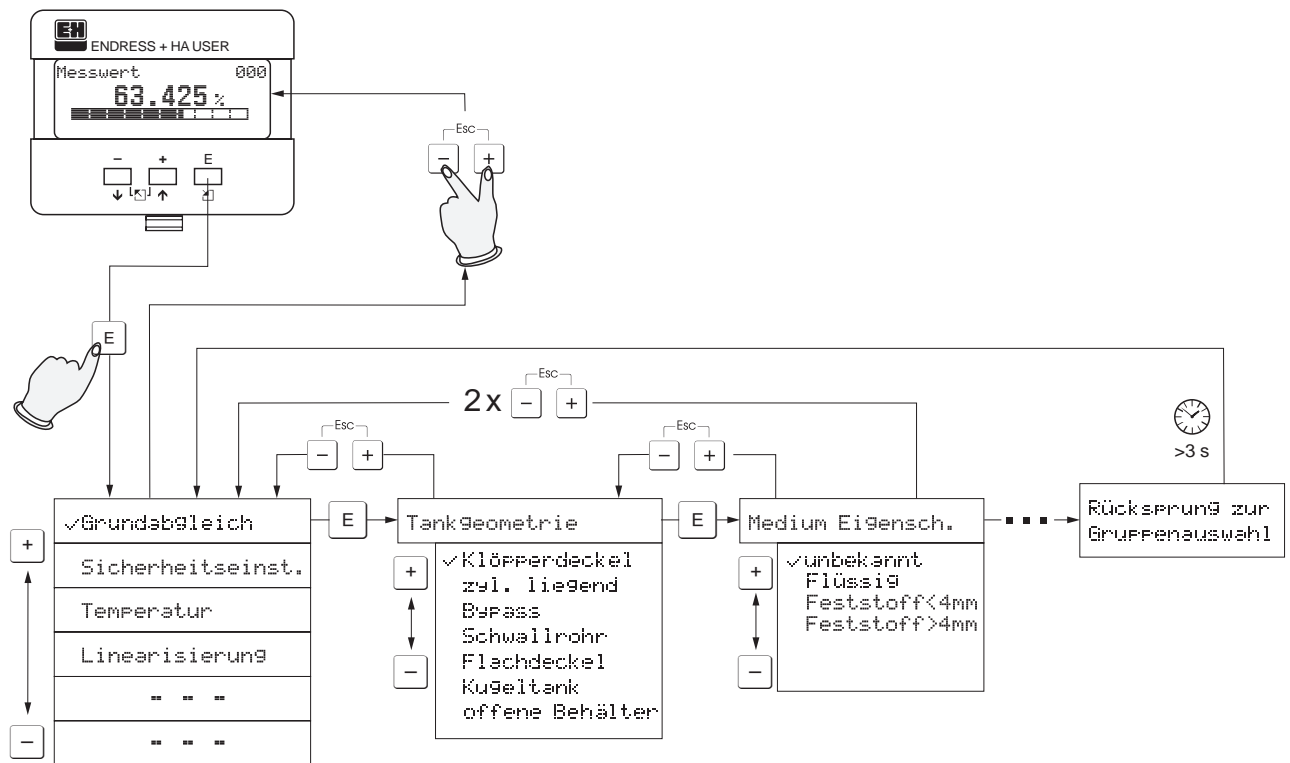 E+H
ENDRESS + HAUSER
Messwert 000
63.425 %
- + E
Esc
- +
E
2 x - +
Esc
Esc
- +
Esc
- +
>3 s
✓Grundabgleich
Sicherheitseinst.
Temperatur
Linearisierung
-- -- --
-- -- --
+
-
E
Tankgeometrie
✓Klöpperdeckel
zyl. liegend
Bypass
Schwallrohr
Flachdeckel
Kugeltank
offene Behälter
+
-
E
Medium Eigensch.
✓unbekannt
Flüssig
Feststoff<4mm
Feststoff>4mm
+
-
Rücksprung zur
Gruppenauswahl